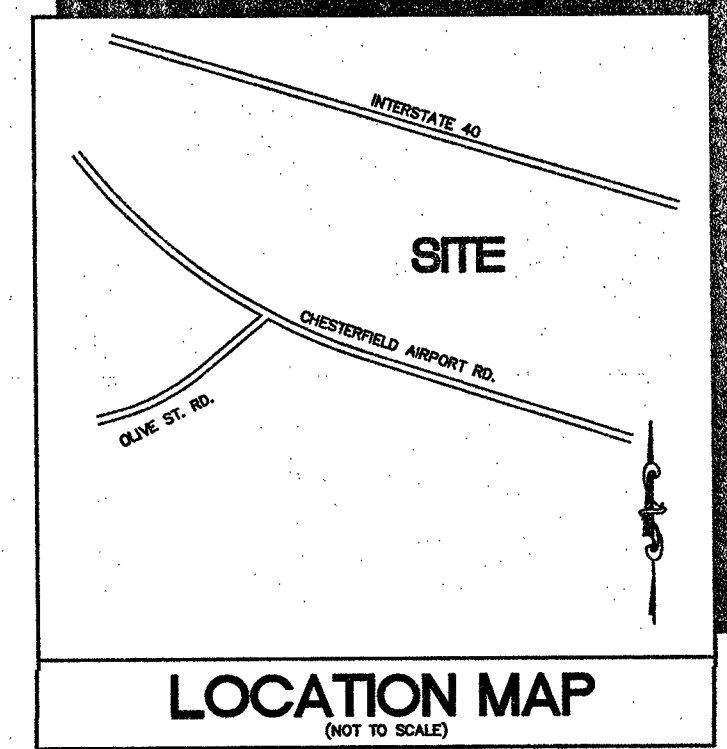 INTERSTATE 40
SITE
CHESTERFIELD AIRPORT RD.
OLIVE ST. RD.
LOCATION MAP
(NOT TO SCALE)